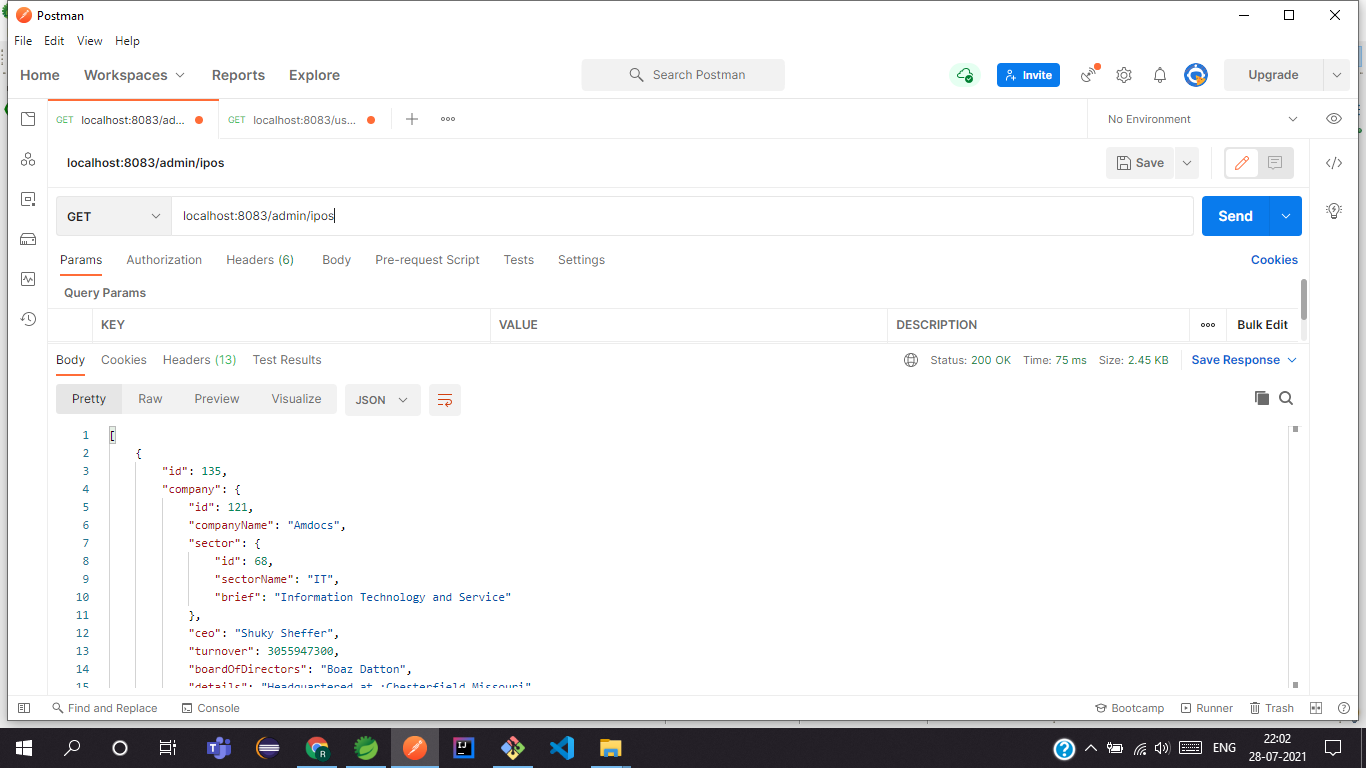 Postman
File Edit View Help
Home Workspaces Reports Explore Search Postman Invite Upgrade
GET localhost:8083/ad... GET localhost:8083/us... No Environment
localhost:8083/admin/ipos Save
GET localhost:8083/admin/ipos Send
Params Authorization Headers (6) Body Pre-request Script Tests Settings Cookies
Query Params
KEY VALUE DESCRIPTION Bulk Edit
Body Cookies Headers (13) Test Results Status: 200 OK Time: 75 ms Size: 2.45 KB Save Response
Pretty Raw Preview Visualize JSON
1 [
2 {
3 "id": 135,
4 "company": {
5 "id": 121,
6 "companyName": "Amdocs",
7 "sector": {
8 "id": 68,
9 "sectorName": "IT",
10 "brief": "Information Technology and Service"
11 },
12 "ceo": "Shuky Sheffer",
13 "turnover": 3055947300,
14 "boardOfDirectors": "Boaz Datton",
15 "details": "Headquartered at :Chesterfield Missouri"
Find and Replace Console Bootcamp Runner Trash
ENG 22:02
28-07-2021